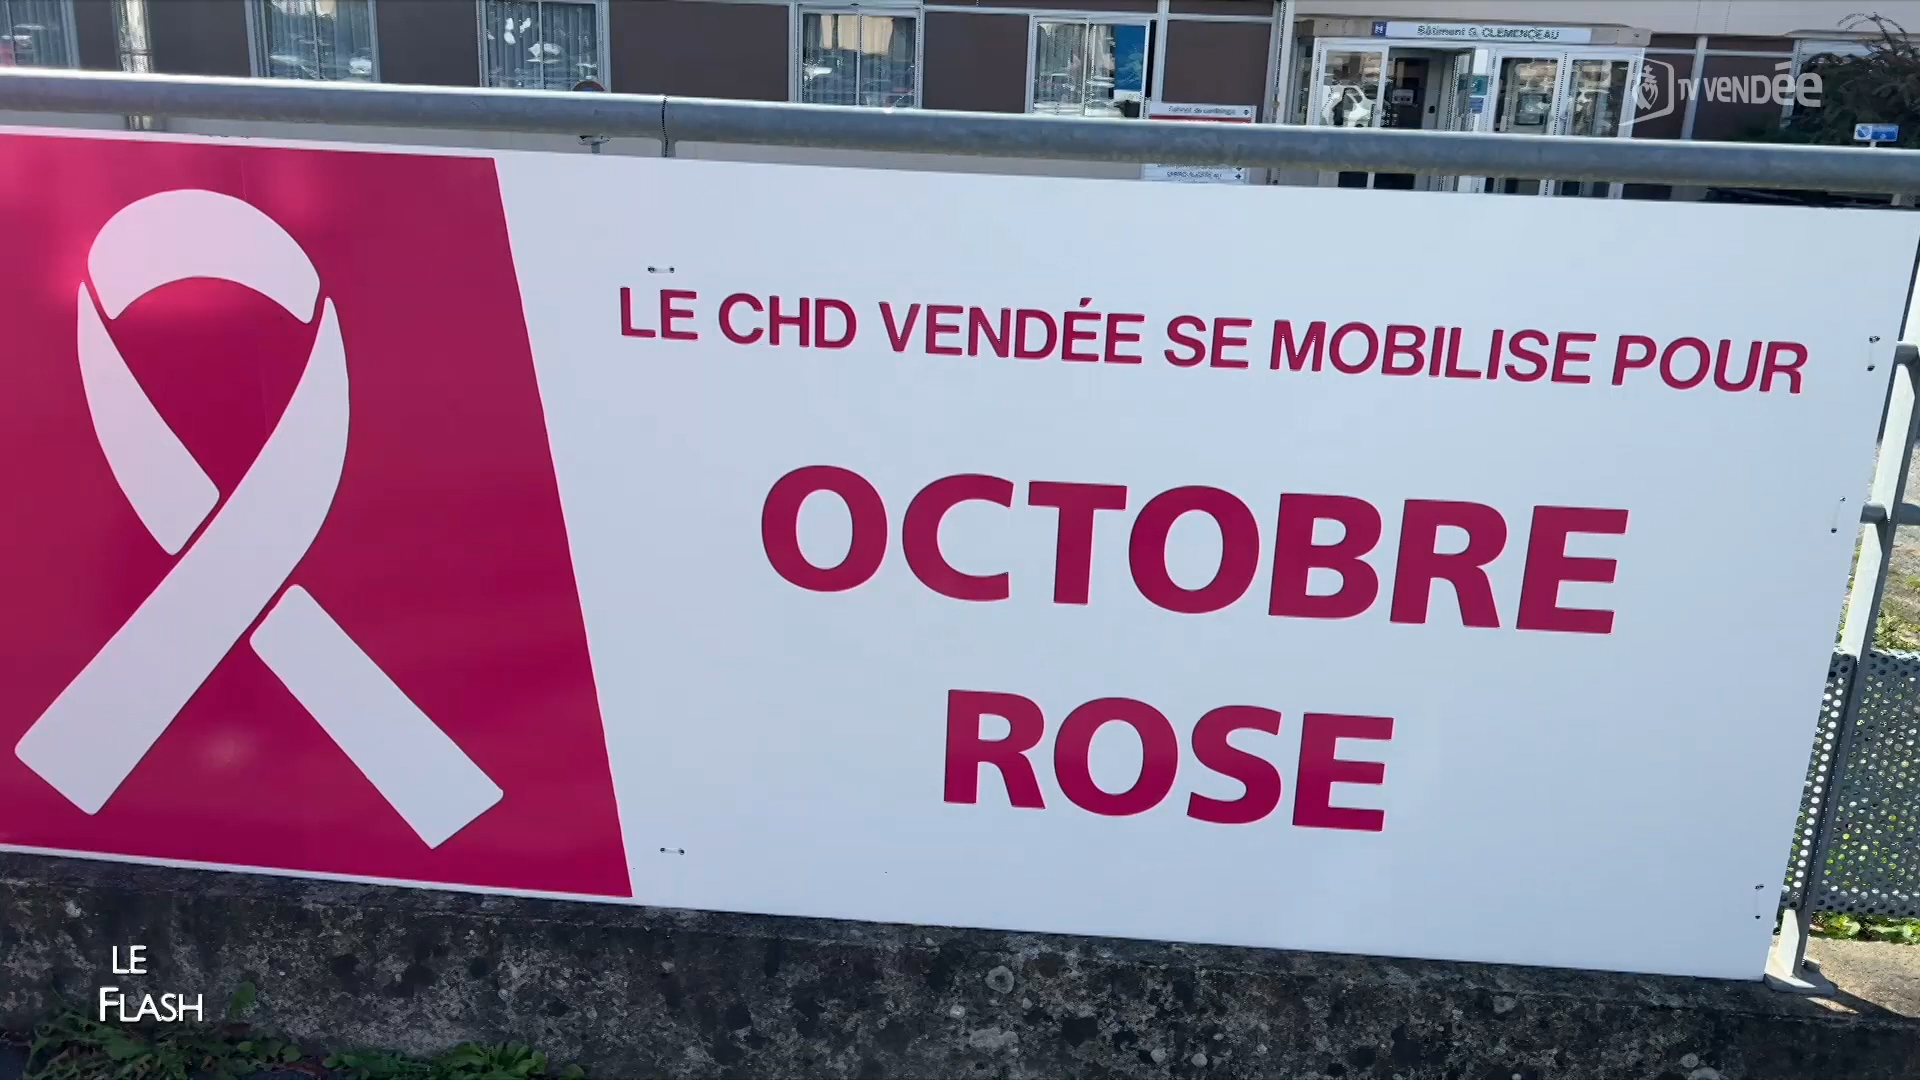 Bâtiment G. CLEMENCEAU
TV VENDÉE
LE CHD VENDÉE SE MOBILISE POUR
OCTOBRE
ROSE
LE
FLASH